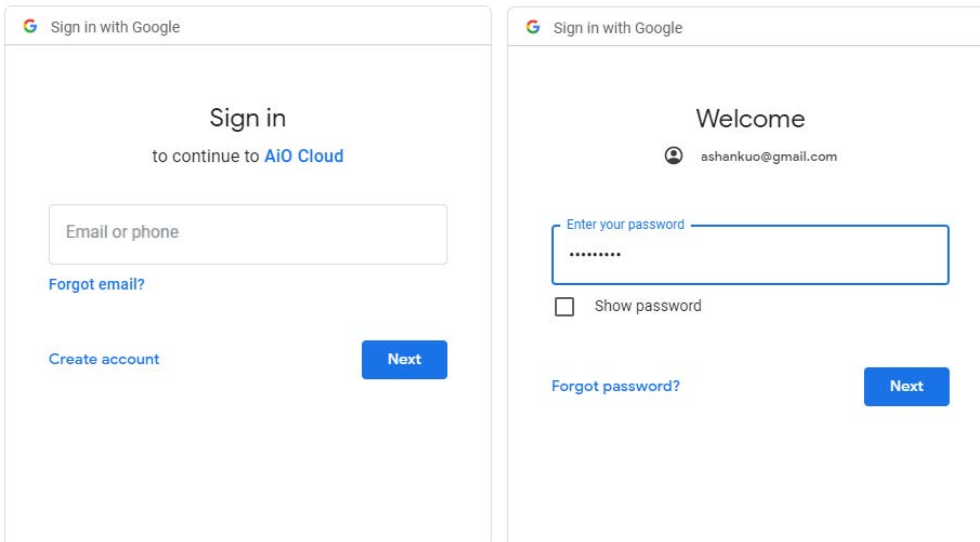 Sign in with Google
Sign in
to continue to AiO Cloud
Email or phone
Forgot email?
Create account
Next
Sign in with Google
Welcome
ashankuo@gmail.com
Enter your password
•••••••••
Show password
Forgot password?
Next